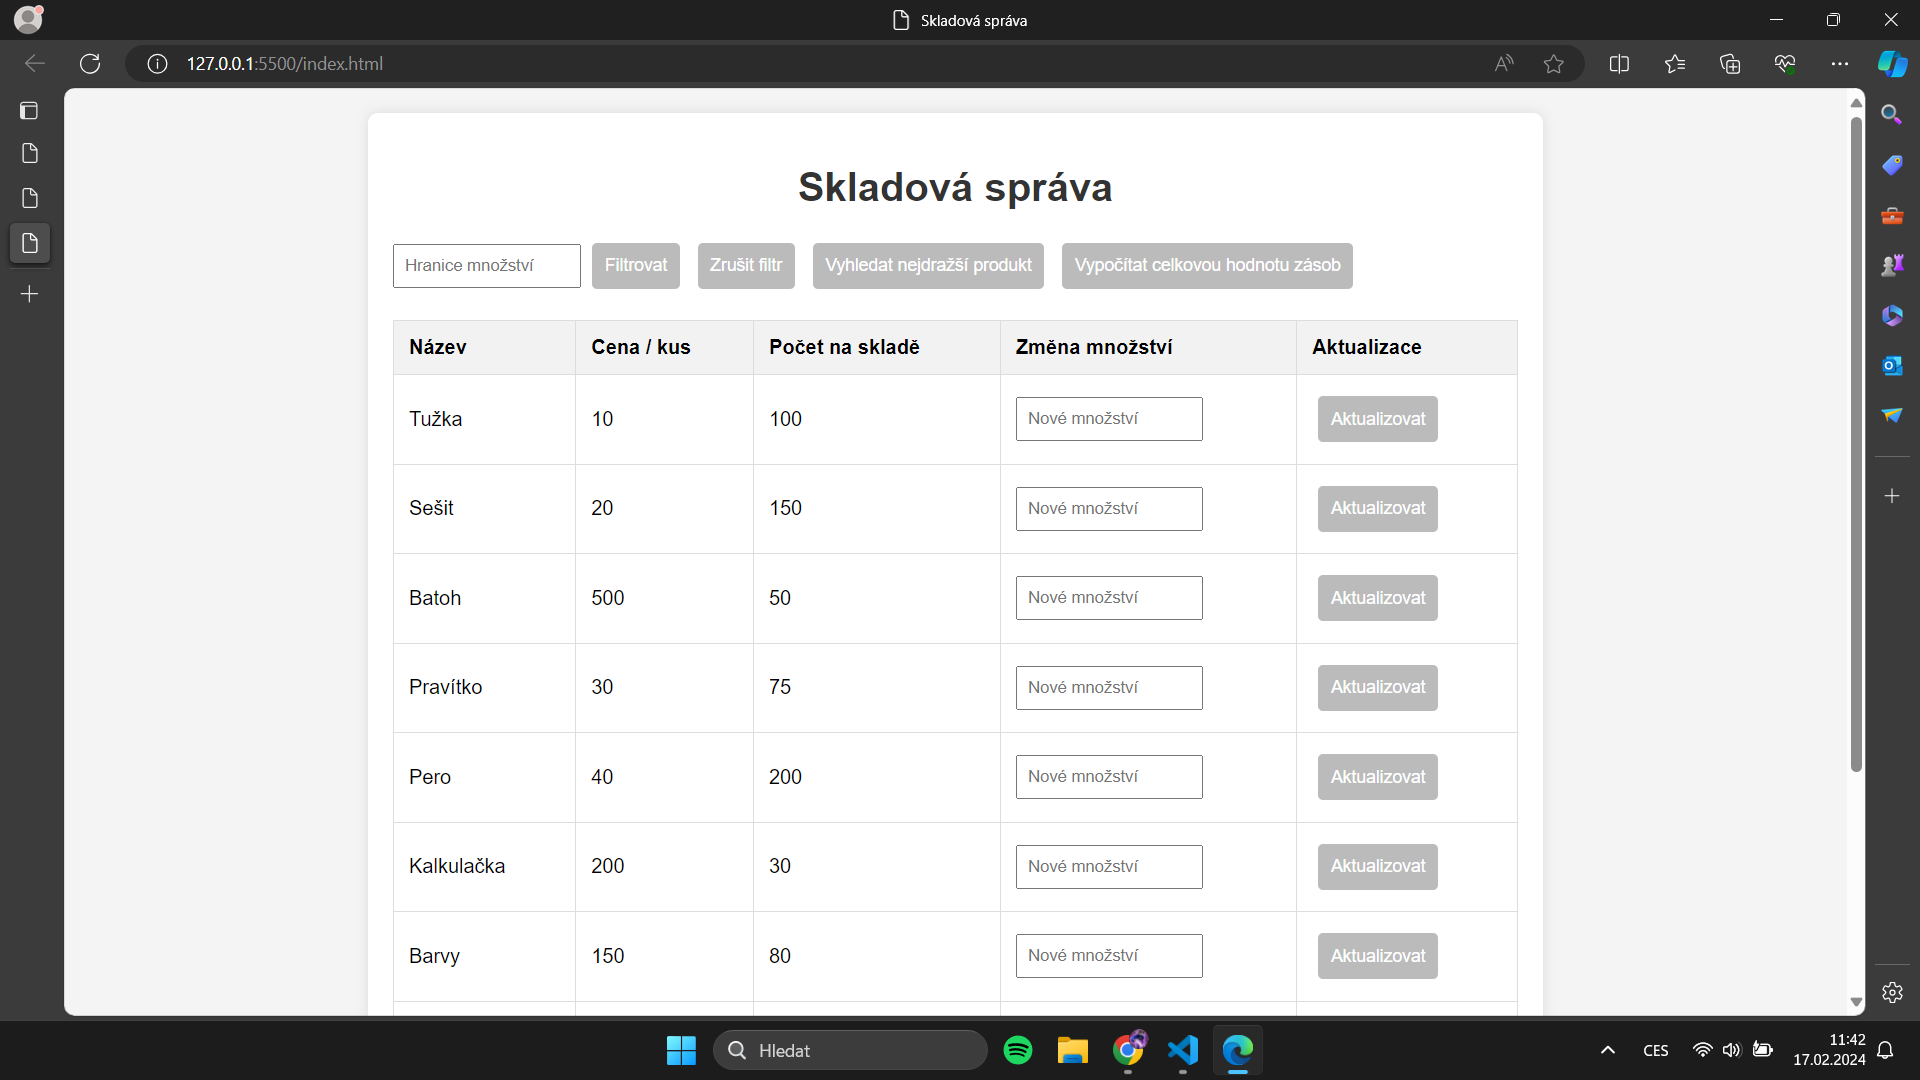 Skladová správa
127.0.0.1:5500/index.html
Skladová správa
Hranice množství Filtrovat Zrušit filtr Vyhledat nejdražší produkt Vypočítat celkovou hodnotu zásob
Název Cena / kus Počet na skladě Změna množství Aktualizace
Tužka 10 100 Nové množství Aktualizovat
Sešit 20 150 Nové množství Aktualizovat
Batoh 500 50 Nové množství Aktualizovat
Pravítko 30 75 Nové množství Aktualizovat
Pero 40 200 Nové množství Aktualizovat
Kalkulačka 200 30 Nové množství Aktualizovat
Barvy 150 80 Nové množství Aktualizovat
Hledat CES 11:42
17.02.2024